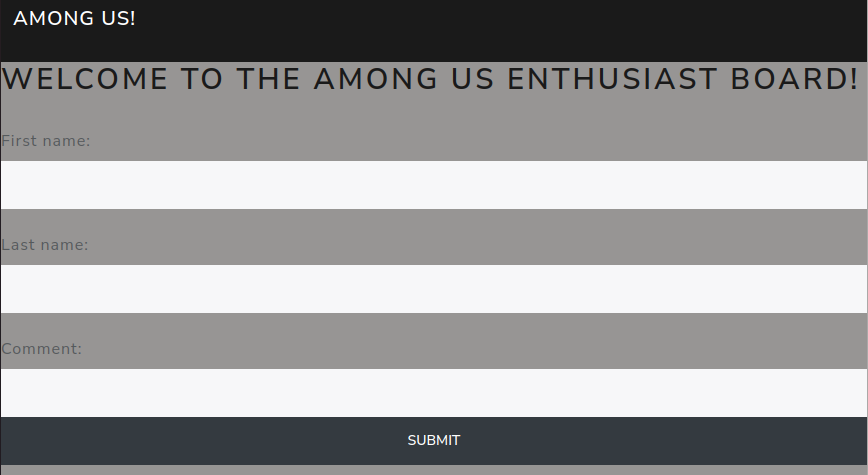 AMONG US!
WELCOME TO THE AMONG US ENTHUSIAST BOARD!
First name:
Last name:
Comment:
SUBMIT